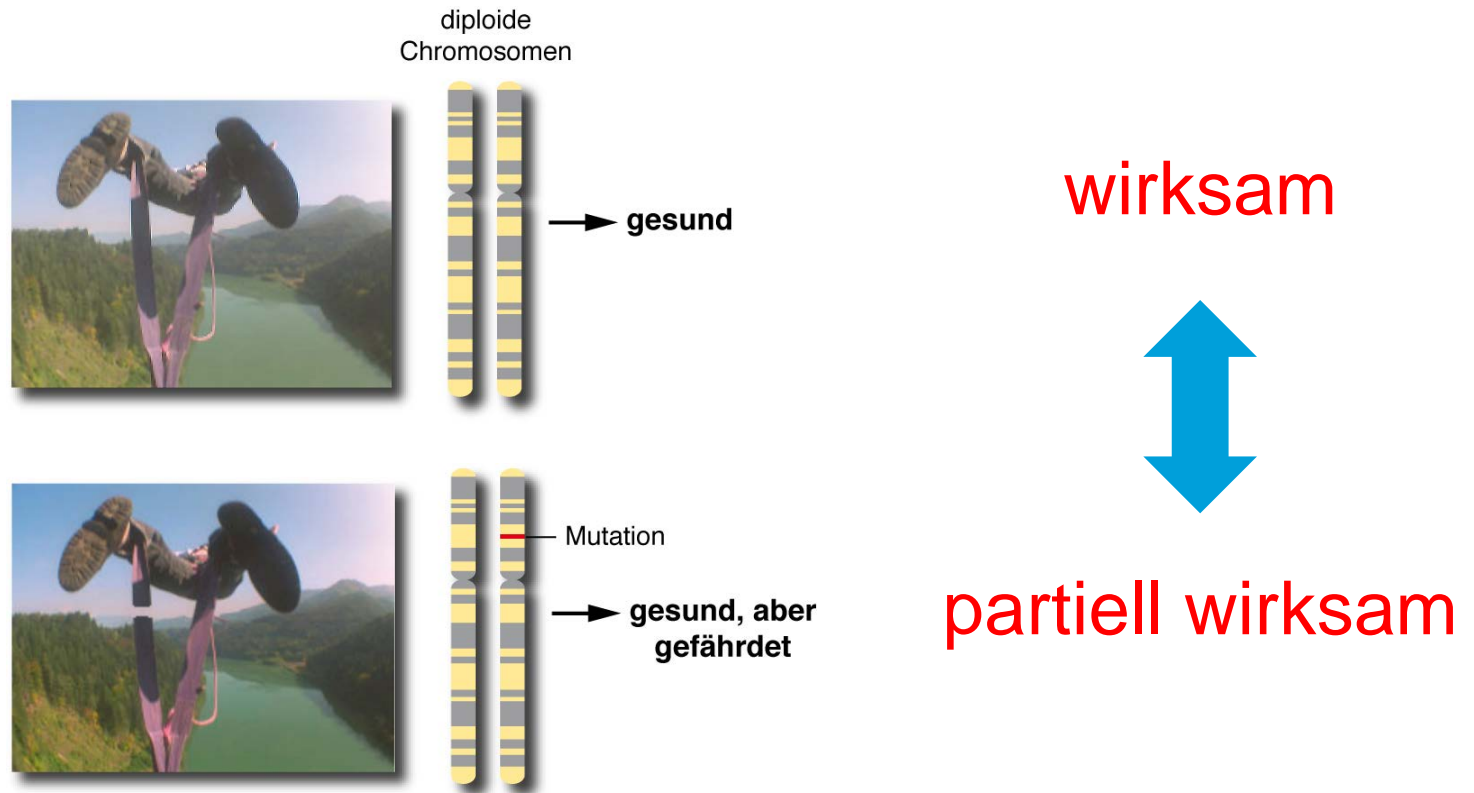 diploide
Chromosomen
gesund
wirksam
Mutation
gesund, aber
gefährdet
partiell wirksam